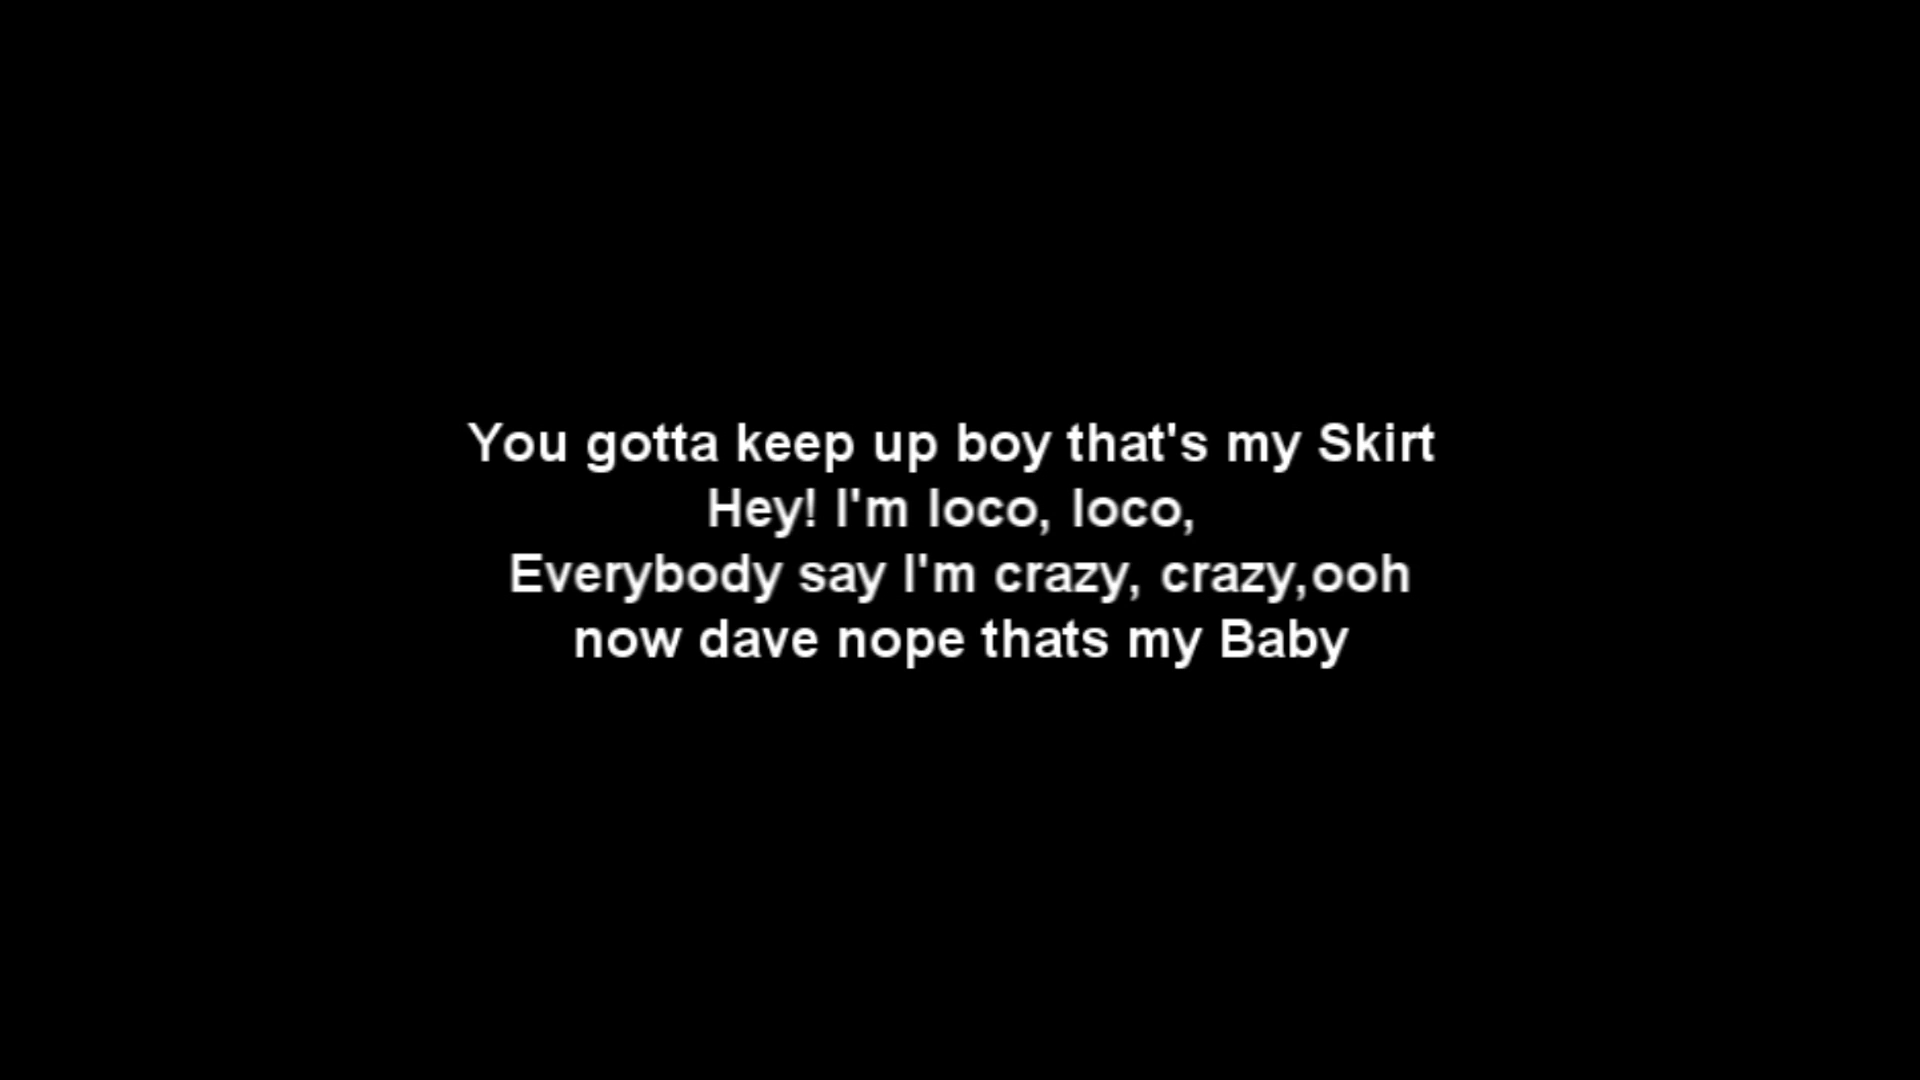 You gotta keep up boy that's my Skirt
Hey! I'm loco, loco,
Everybody say I'm crazy, crazy,ooh
now dave nope thats my Baby